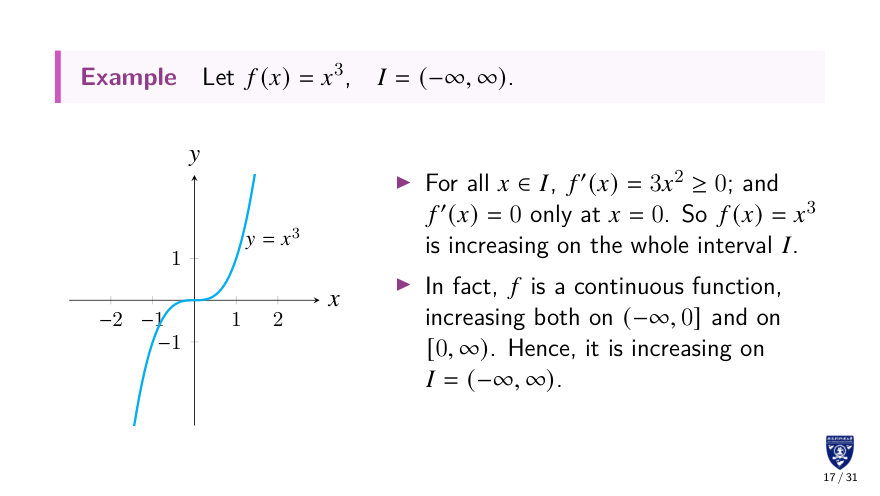 Example Let f(x) = x³, I = (−∞, ∞).
y
y = x³
1
x
−2 −1 1 2
−1
▶ For all x ∈ I, f′(x) = 3x² ≥ 0; and
f′(x) = 0 only at x = 0. So f(x) = x³
is increasing on the whole interval I.
▶ In fact, f is a continuous function,
increasing both on (−∞, 0] and on
[0, ∞). Hence, it is increasing on
I = (−∞, ∞).
17 / 31